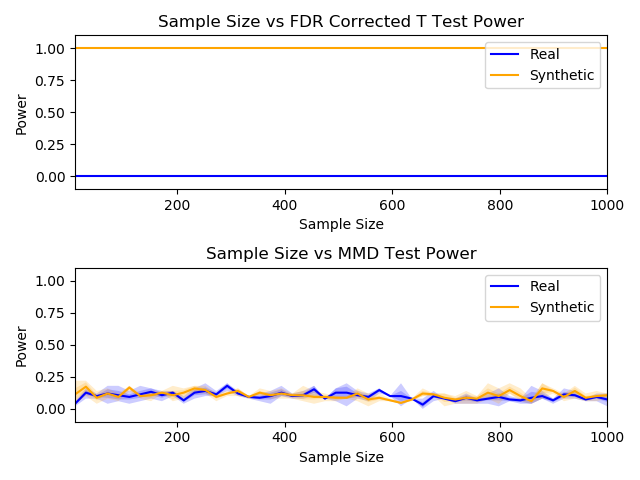 Sample Size vs FDR Corrected T Test Power
1.00
0.75
0.50
0.25
0.00
Power
Real
Synthetic
200
400
600
800
1000
Sample Size
Sample Size vs MMD Test Power
1.00
0.75
0.50
0.25
0.00
Power
Real
Synthetic
200
400
600
800
1000
Sample Size